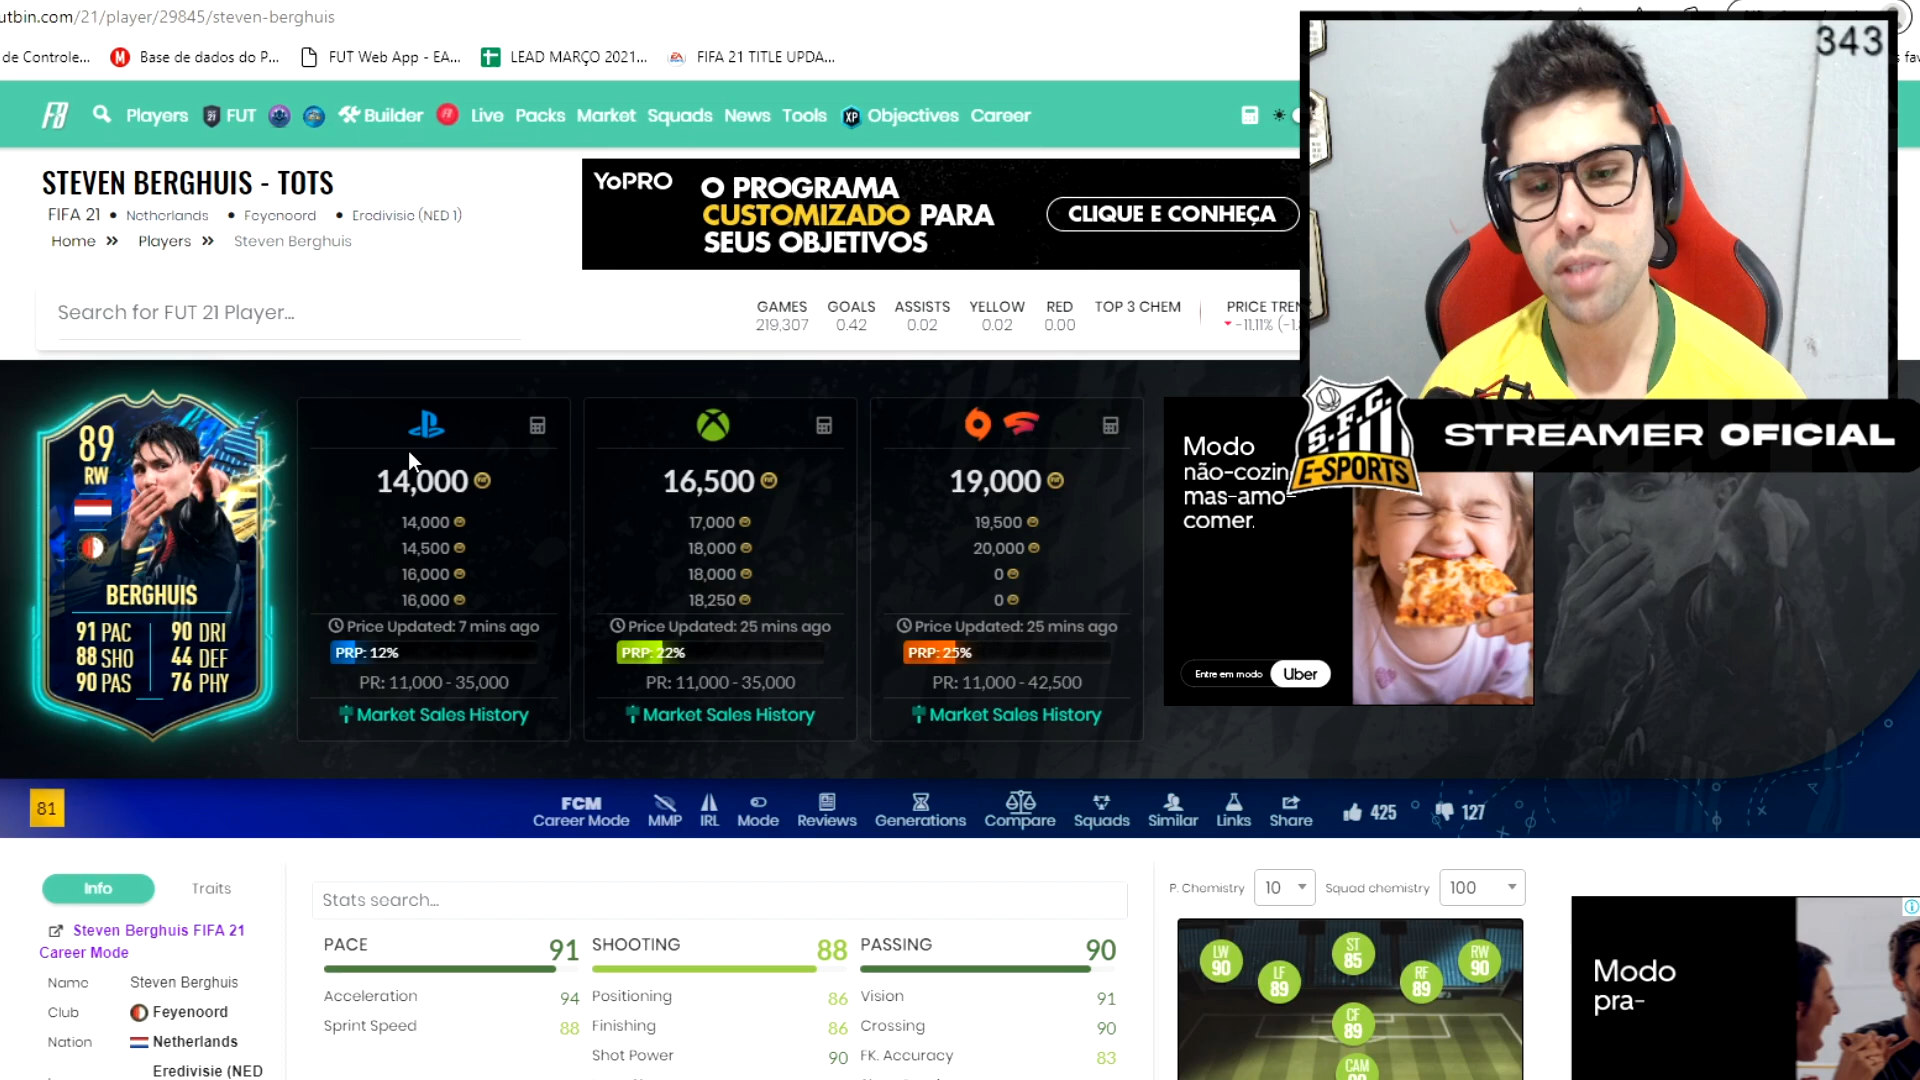 utbin.com/21/player/29845/steven-berghuis
de Controle...
Base de dados do P...
FUT Web App - EA...
LEAD MARÇO 2021...
FIFA 21 TITLE UPDA...
343
Players FUT Builder Live Packs Market Squads News Tools Objectives Career
STEVEN BERGHUIS - TOTS
FIFA 21 • Netherlands • Feyenoord • Eredivisie (NED 1)
Home » Players » Steven Berghuis
YoPRO
O PROGRAMA
CUSTOMIZADO PARA
SEUS OBJETIVOS
CLIQUE E CONHEÇA
Search for FUT 21 Player...
GAMES GOALS ASSISTS YELLOW RED TOP 3 CHEM
219,307 0.42 0.02 0.02 0.00
PRICE TREN
-11.11%
89
RW
BERGHUIS
91 PAC 90 DRI
88 SHO 44 DEF
90 PAS 76 PHY
14,000
14,000
14,500
16,000
16,000
Price Updated: 7 mins ago
PRP: 12%
PR: 11,000 - 35,000
Market Sales History
16,500
17,000
18,000
18,000
18,250
Price Updated: 25 mins ago
PRP: 22%
PR: 11,000 - 35,000
Market Sales History
19,000
19,500
20,000
0
0
Price Updated: 25 mins ago
PRP: 25%
PR: 11,000 - 42,500
Market Sales History
Modo
não-cozin
mas-amo-
comer.
Entre em modo Uber
S.F.C.
E-SPORTS
STREAMER OFICIAL
81
FCM
Career Mode MMP IRL Mode Reviews Generations Compare Squads Similar Links Share 425 127
Info Traits
Steven Berghuis FIFA 21
Career Mode
Name Steven Berghuis
Club Feyenoord
Nation Netherlands
Eredivisie (NED
Stats search...
PACE 91
Acceleration 94
Sprint Speed 88
SHOOTING 88
Positioning 86
Finishing 86
Shot Power 90
PASSING 90
Vision 91
Crossing 90
FK. Accuracy 83
P. Chemistry 10 Squad chemistry 100
LW
90
ST
85
RW
90
LF
89
RF
89
CF
89
CAM
Modo
pra-